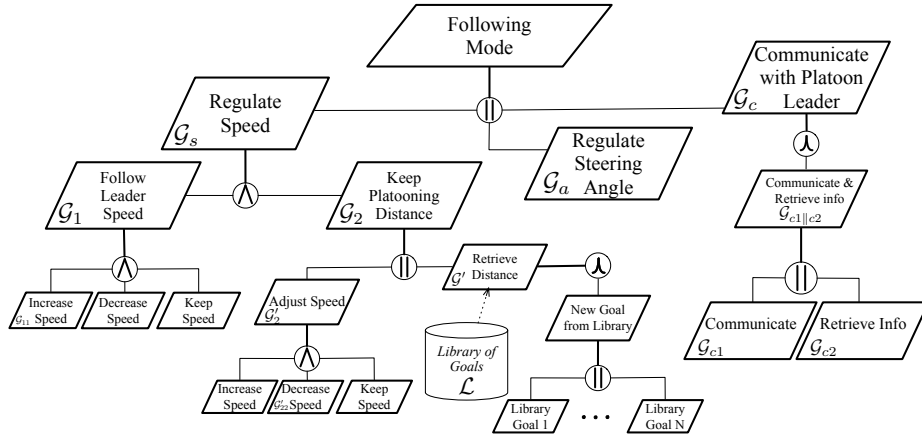 Following
Mode
Communicate
with Platoon
Leader
𝒢c
||
Regulate
Speed
𝒢s
Regulate
Steering
Angle
𝒢a
⋏
∧
Follow
Leader
Speed
𝒢1
Keep
Platooning
Distance
𝒢2
Communicate &
Retrieve info
𝒢c1||c2
∧
||
Retrieve
Distance
𝒢′
⋏
||
Increase
Speed
𝒢11
Decrease
Speed
Keep
Speed
Adjust Speed
𝒢′2
New Goal
from Library
Communicate
𝒢c1
Retrieve Info
𝒢c2
∧
Library of
Goals
ℒ
||
Increase
Speed
Decrease
𝒢′22 Speed
Keep
Speed
Library
Goal 1
• • •
Library
Goal N